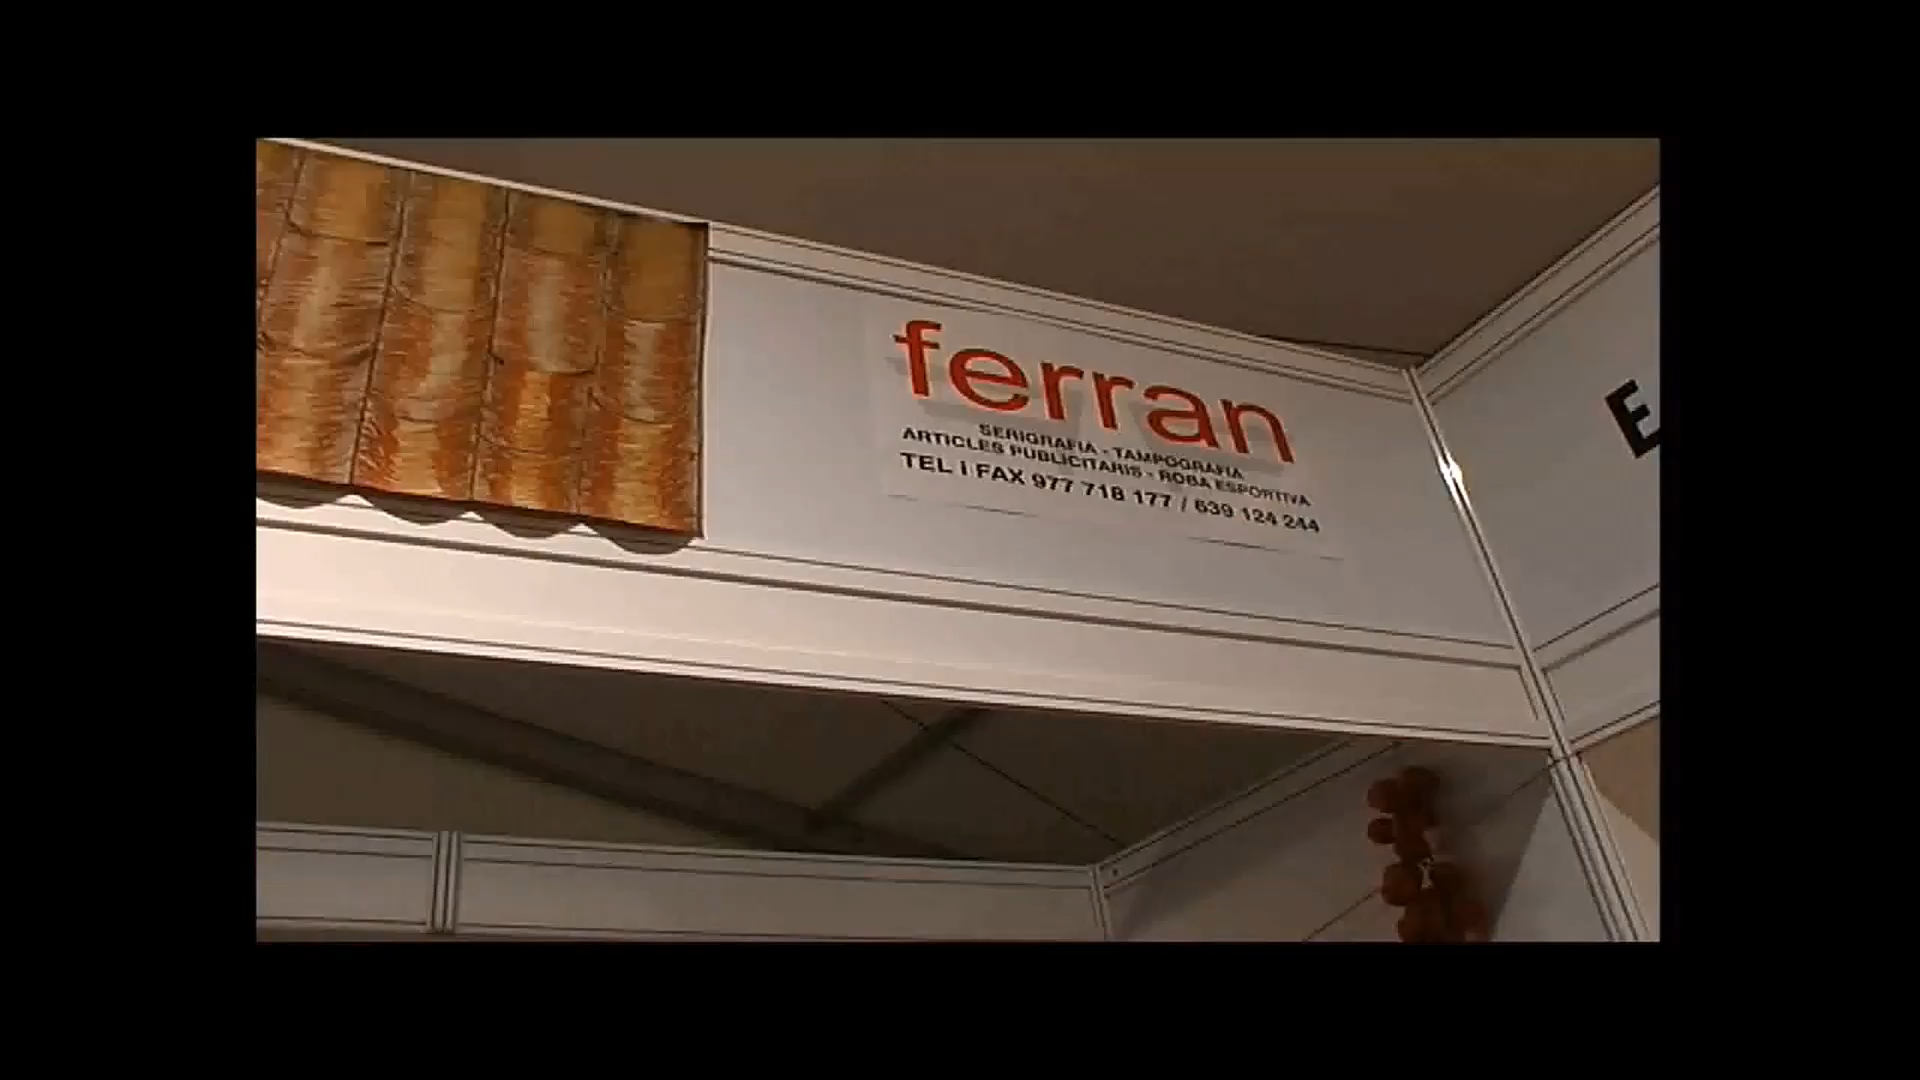 ferran
SERIGRAFIA - TAMPOGRAFIA
ARTICLES PUBLICITARIS - ROBA ESPORTIVA
TEL i FAX 977 718 177 / 639 124 244
E